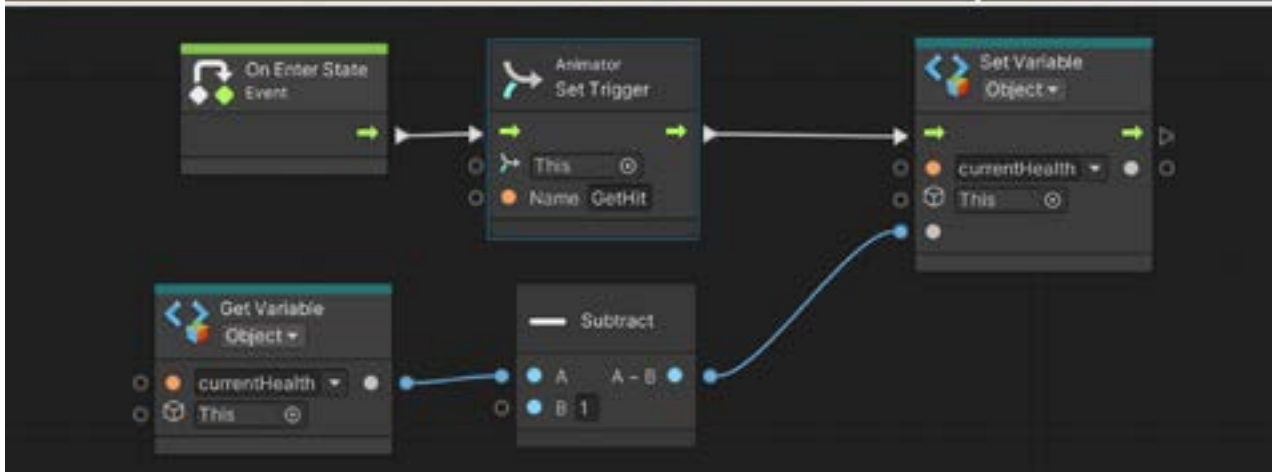 On Enter State
Event
Animator
Set Trigger
This
Name GetHit
Set Variable
Object
currentHealth
This
Get Variable
Object
currentHealth
This
Subtract
A A - B
B 1